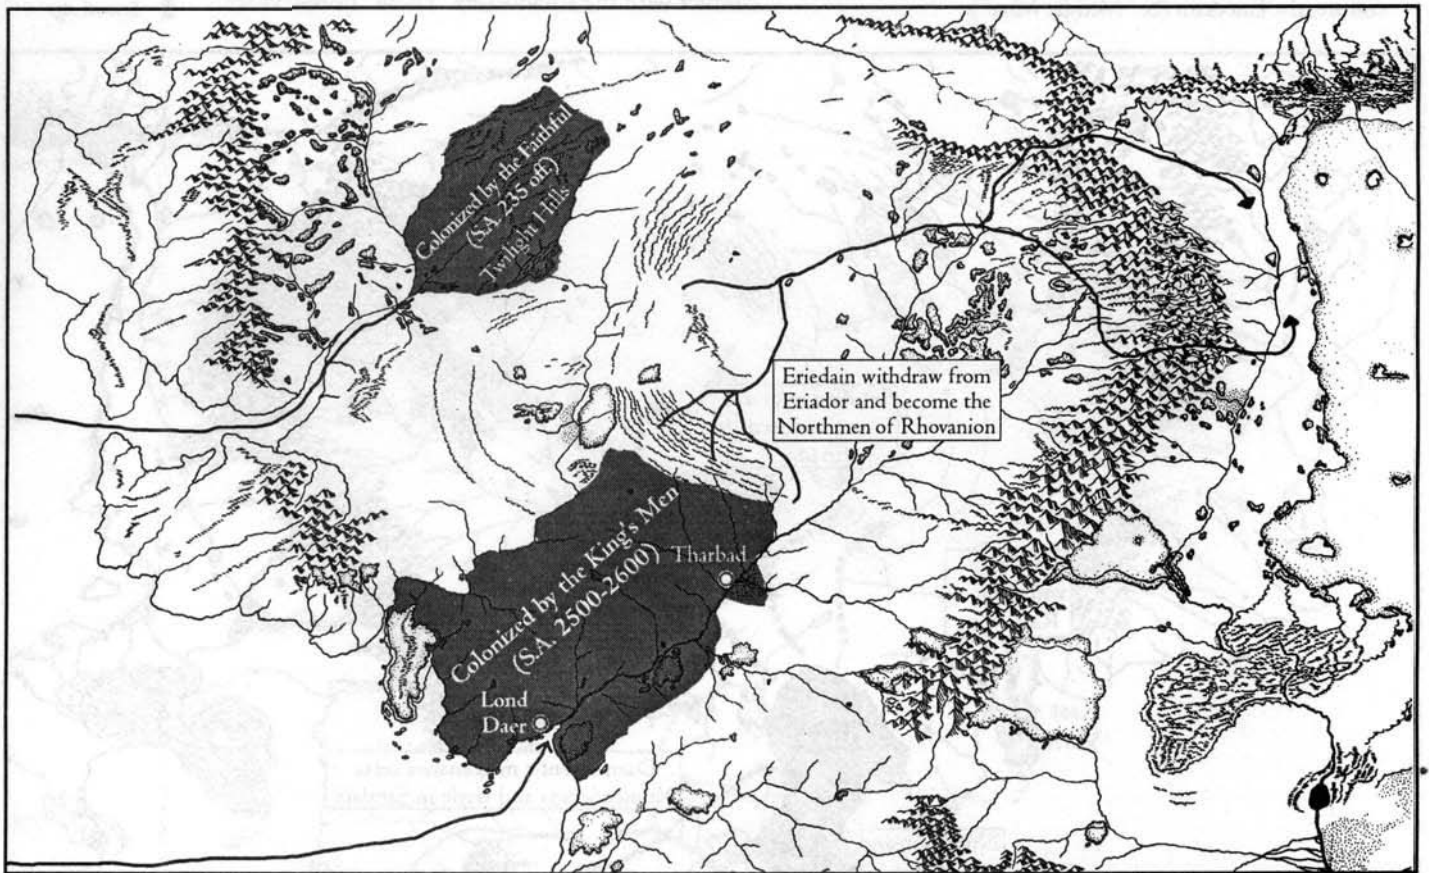 Colonized by the Faithful
(S.A. 235 off.)
Twilight Hills
Eriedain withdraw from
Eriador and become the
Northmen of Rhovanion
Colonized by the King's Men
(S.A. 2500-2600)
Tharbad
Lond
Daer